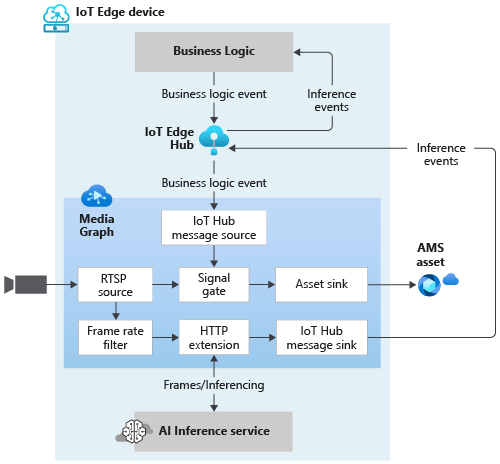 IoT Edge device
Business Logic
Business logic event
Inference
events
IoT Edge
Hub
Inference
events
Business logic event
Media
Graph
IoT Hub
message source
AMS
asset
RTSP
source
Signal
gate
Asset sink
Frame rate
filter
HTTP
extension
IoT Hub
message sink
Frames/Inferencing
AI Inference service